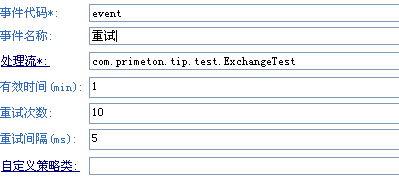 事件代码*: event
事件名称: 重试
处理流*: com.primeton.tip.test.ExchangeTest
有效时间(min): 1
重试次数: 10
重试间隔(ms): 5
自定义策略类: